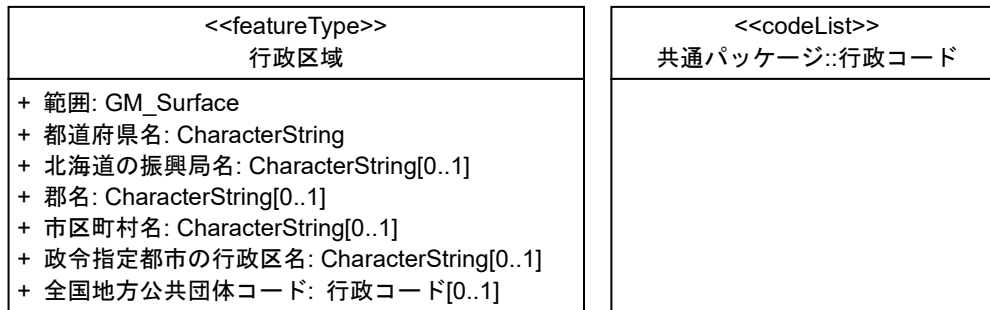 <<featureType>>
行政区域
+ 範囲: GM_Surface
+ 都道府県名: CharacterString
+ 北海道の振興局名: CharacterString[0..1]
+ 郡名: CharacterString[0..1]
+ 市区町村名: CharacterString[0..1]
+ 政令指定都市の行政区名: CharacterString[0..1]
+ 全国地方公共団体コード: 行政コード[0..1]
<<codeList>>
共通パッケージ::行政コード